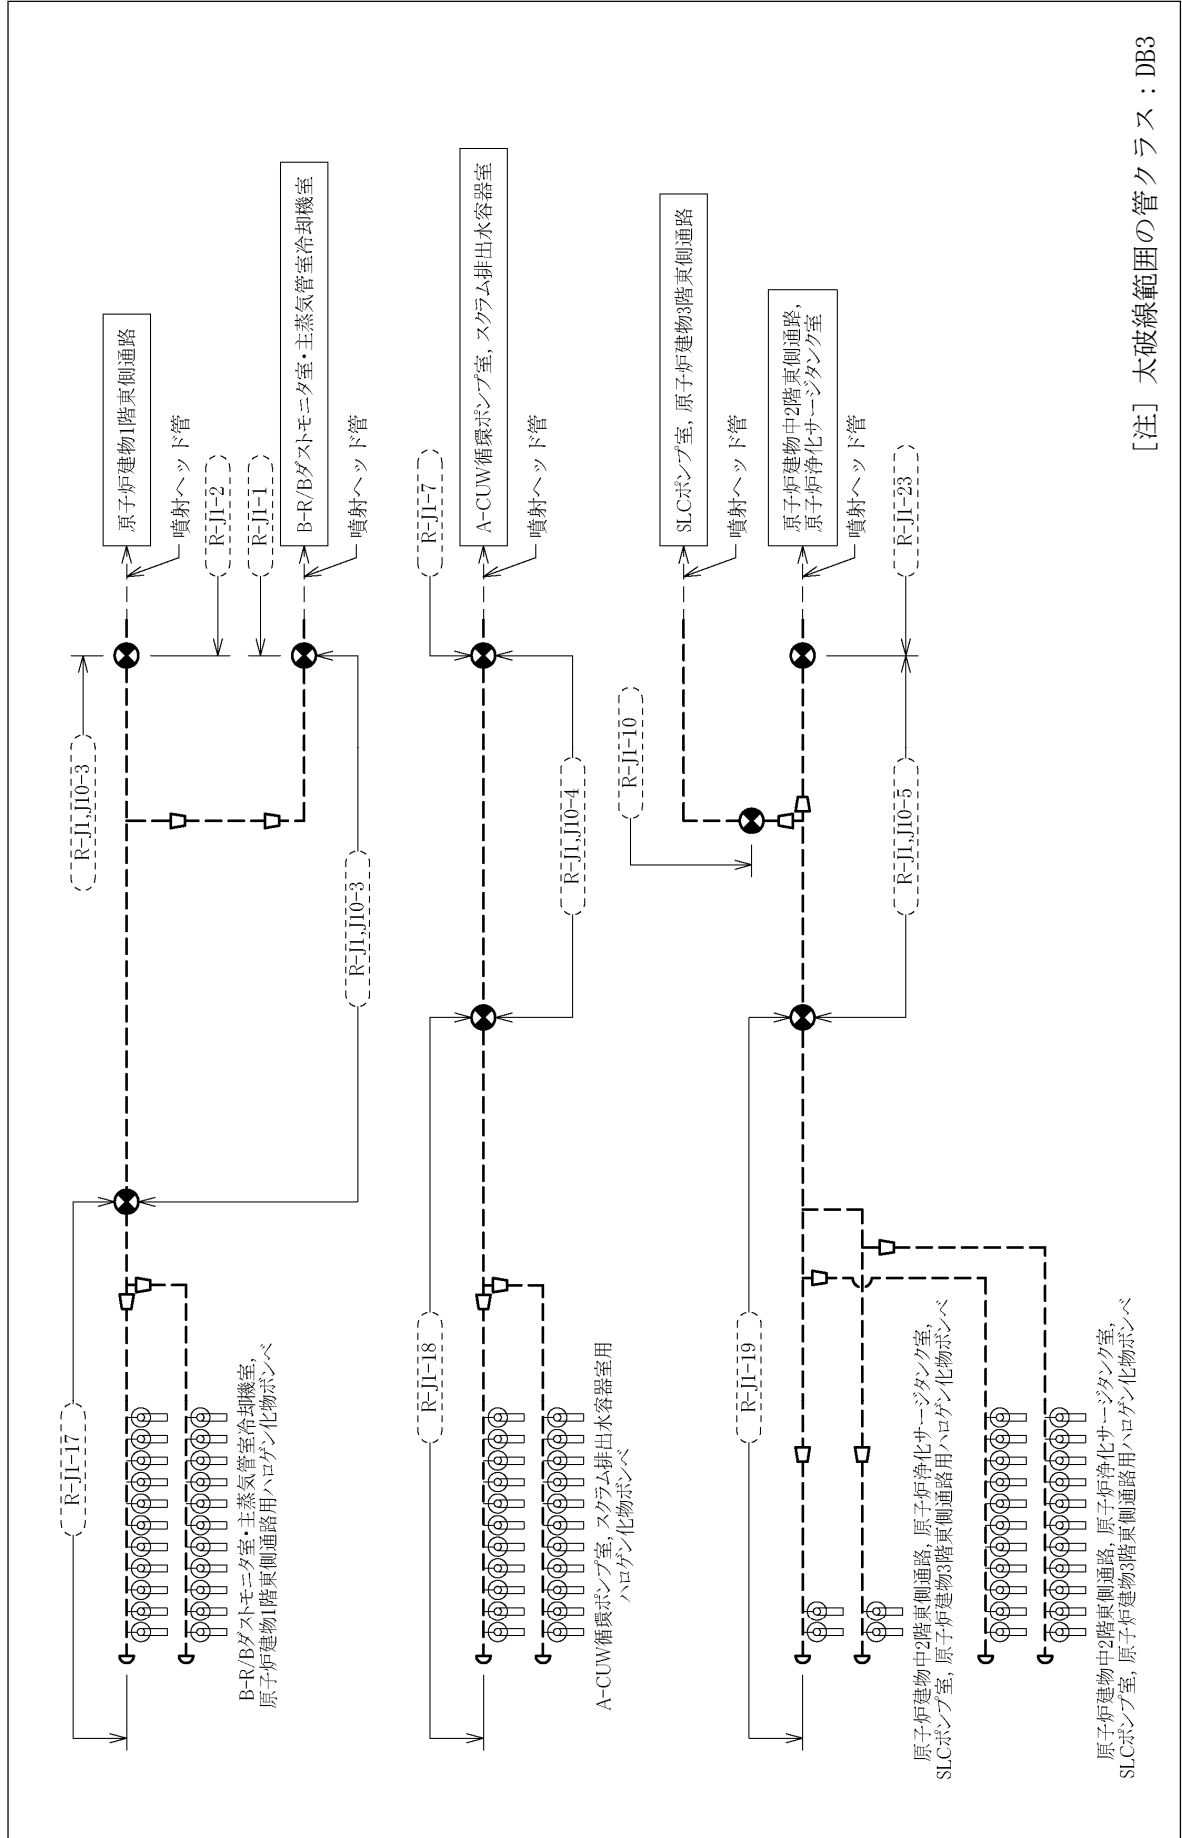 R-J1-17
R-J1,J10-3
原子炉建物1階東側通路
噴射ヘッド管
R-J1-2
R-J1-1
B-R/Bダストモニタ室・主蒸気管室冷却機室
噴射ヘッド管
R-J1,J10-3
B-R/Bダストモニタ室・主蒸気管室冷却機室,
原子炉建物1階東側通路用ハロゲン化物ボンベ
R-J1-18
R-J1-7
A-CUW循環ポンプ室, スクラム排出水容器室
噴射ヘッド管
R-J1,J10-4
A-CUW循環ポンプ室, スクラム排出水容器室用
ハロゲン化物ボンベ
R-J1-10
SLCポンプ室, 原子炉建物3階東側通路
噴射ヘッド管
R-J1-19
原子炉建物中2階東側通路,
原子炉浄化サージタンク室
噴射ヘッド管
R-J1,J10-5
R-J1-23
原子炉建物中2階東側通路, 原子炉浄化サージタンク室,
SLCポンプ室, 原子炉建物3階東側通路用ハロゲン化物ボンベ
原子炉建物中2階東側通路, 原子炉浄化サージタンク室,
SLCポンプ室, 原子炉建物3階東側通路用ハロゲン化物ボンベ
[注] 太破線範囲の管クラス：DB3